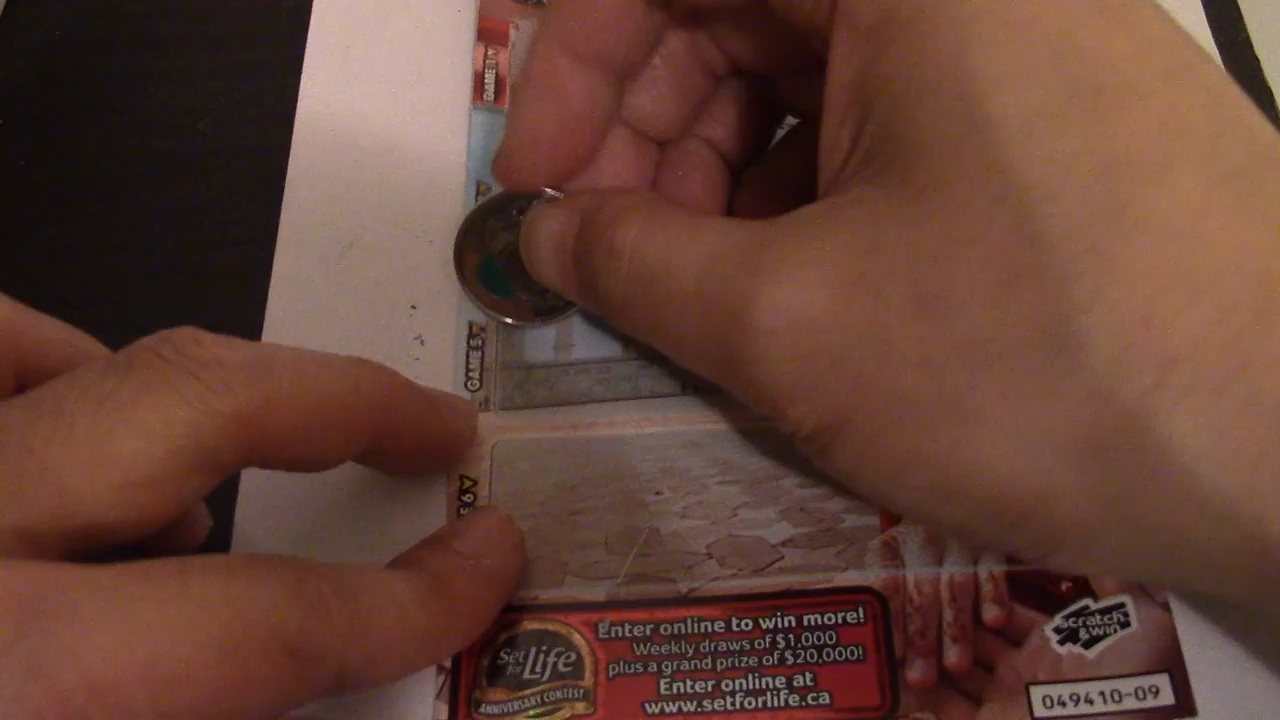 GAME 5
6
Enter online to win more!
Weekly draws of $1,000
plus a grand prize of $20,000!
Enter online at
www.setforlife.ca
Set
for Life
ANNIVERSARY CONTEST
Scratch
& Win
049410-09